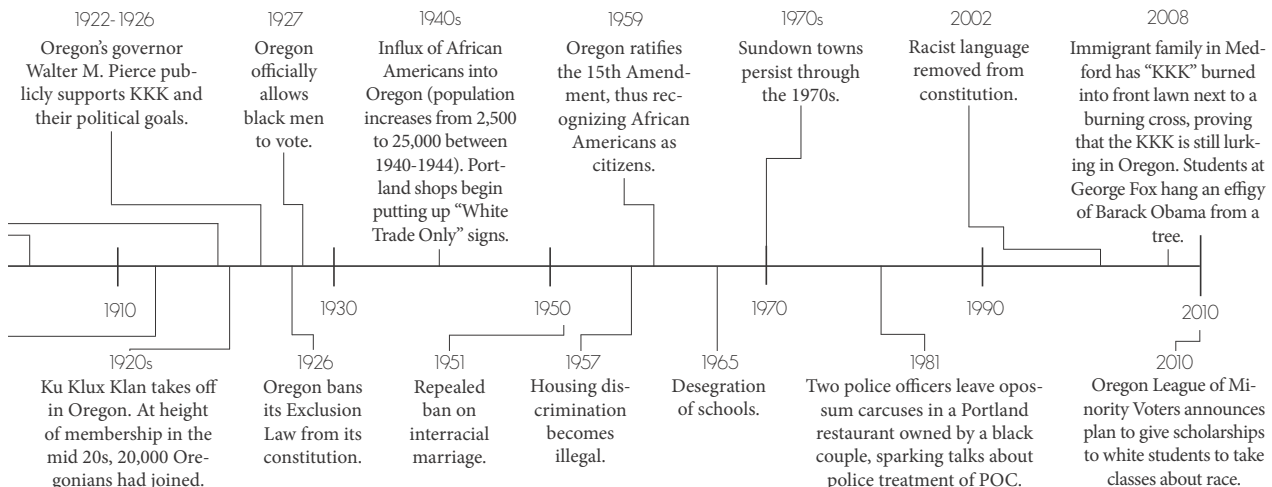 1922-1926
Oregon’s governor
Walter M. Pierce pub-
licly supports KKK and
their political goals.
1927
Oregon
officially
allows
black men
to vote.
1940s
Influx of African
Americans into
Oregon (population
increases from 2,500
to 25,000 between
1940-1944). Port-
land shops begin
putting up “White
Trade Only” signs.
1959
Oregon ratifies
the 15th Amend-
ment, thus rec-
ognizing African
Americans as
citizens.
1970s
Sundown towns
persist through
the 1970s.
2002
Racist language
removed from
constitution.
2008
Immigrant family in Med-
ford has “KKK” burned
into front lawn next to a
burning cross, proving
that the KKK is still lurk-
ing in Oregon. Students at
George Fox hang an effigy
of Barack Obama from a
tree.
1910
1930
1950
1970
1990
2010
1920s
Ku Klux Klan takes off
in Oregon. At height
of membership in the
mid 20s, 20,000 Ore-
gonians had joined.
1926
Oregon bans
its Exclusion
Law from its
constitution.
1951
Repealed
ban on
interracial
marriage.
1957
Housing dis-
crimination
becomes
illegal.
1965
Desegration
of schools.
1981
Two police officers leave opos-
sum carcuses in a Portland
restaurant owned by a black
couple, sparking talks about
police treatment of POC.
2010
Oregon League of Mi-
nority Voters announces
plan to give scholarships
to white students to take
classes about race.